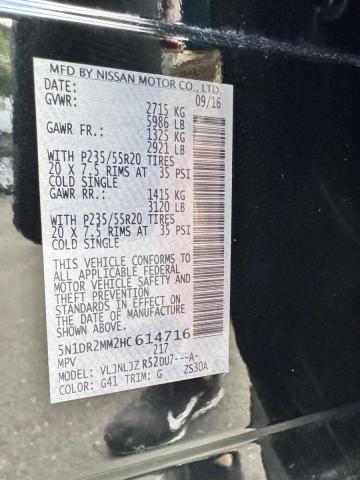 MFD BY NISSAN MOTOR CO., LTD.
DATE: 09/16
GVWR: 2715 KG
5986 LB
GAWR FR.: 1325 KG
2921 LB
WITH P235/55R20 TIRES
20 X 7.5 RIMS AT 35 PSI
COLD SINGLE
GAWR RR.: 1415 KG
3120 LB
WITH P235/55R20 TIRES
20 X 7.5 RIMS AT 35 PSI
COLD SINGLE
THIS VEHICLE CONFORMS TO
ALL APPLICABLE FEDERAL
MOTOR VEHICLE SAFETY AND
THEFT PREVENTION
STANDARDS IN EFFECT ON
THE DATE OF MANUFACTURE
SHOWN ABOVE.
5N1DR2MM2HC614716
MPV 217
MODEL: VLJNLJZ R52DU7---A-
COLOR: G41 TRIM: G ZS30A